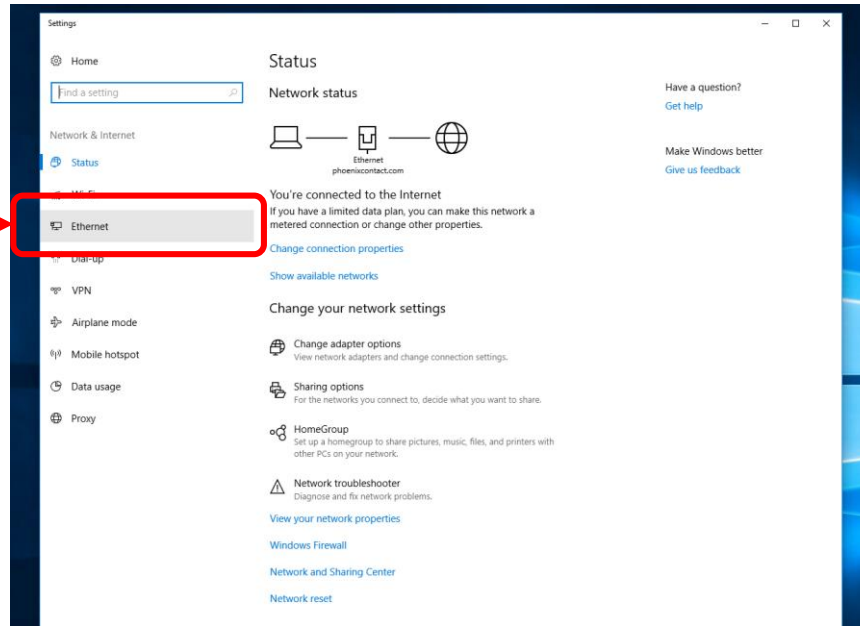 Settings
Home
Find a setting
Network & Internet
Status
Wi-Fi
Ethernet
Dial-up
VPN
Airplane mode
Mobile hotspot
Data usage
Proxy
Status
Network status
Ethernet
phoenixcontact.com
You're connected to the Internet
If you have a limited data plan, you can make this network a
metered connection or change other properties.
Change connection properties
Show available networks
Change your network settings
Change adapter options
View network adapters and change connection settings.
Sharing options
For the networks you connect to, decide what you want to share.
HomeGroup
Set up a homegroup to share pictures, music, files, and printers with
other PCs on your network.
Network troubleshooter
Diagnose and fix network problems.
View your network properties
Windows Firewall
Network and Sharing Center
Network reset
Have a question?
Get help
Make Windows better
Give us feedback